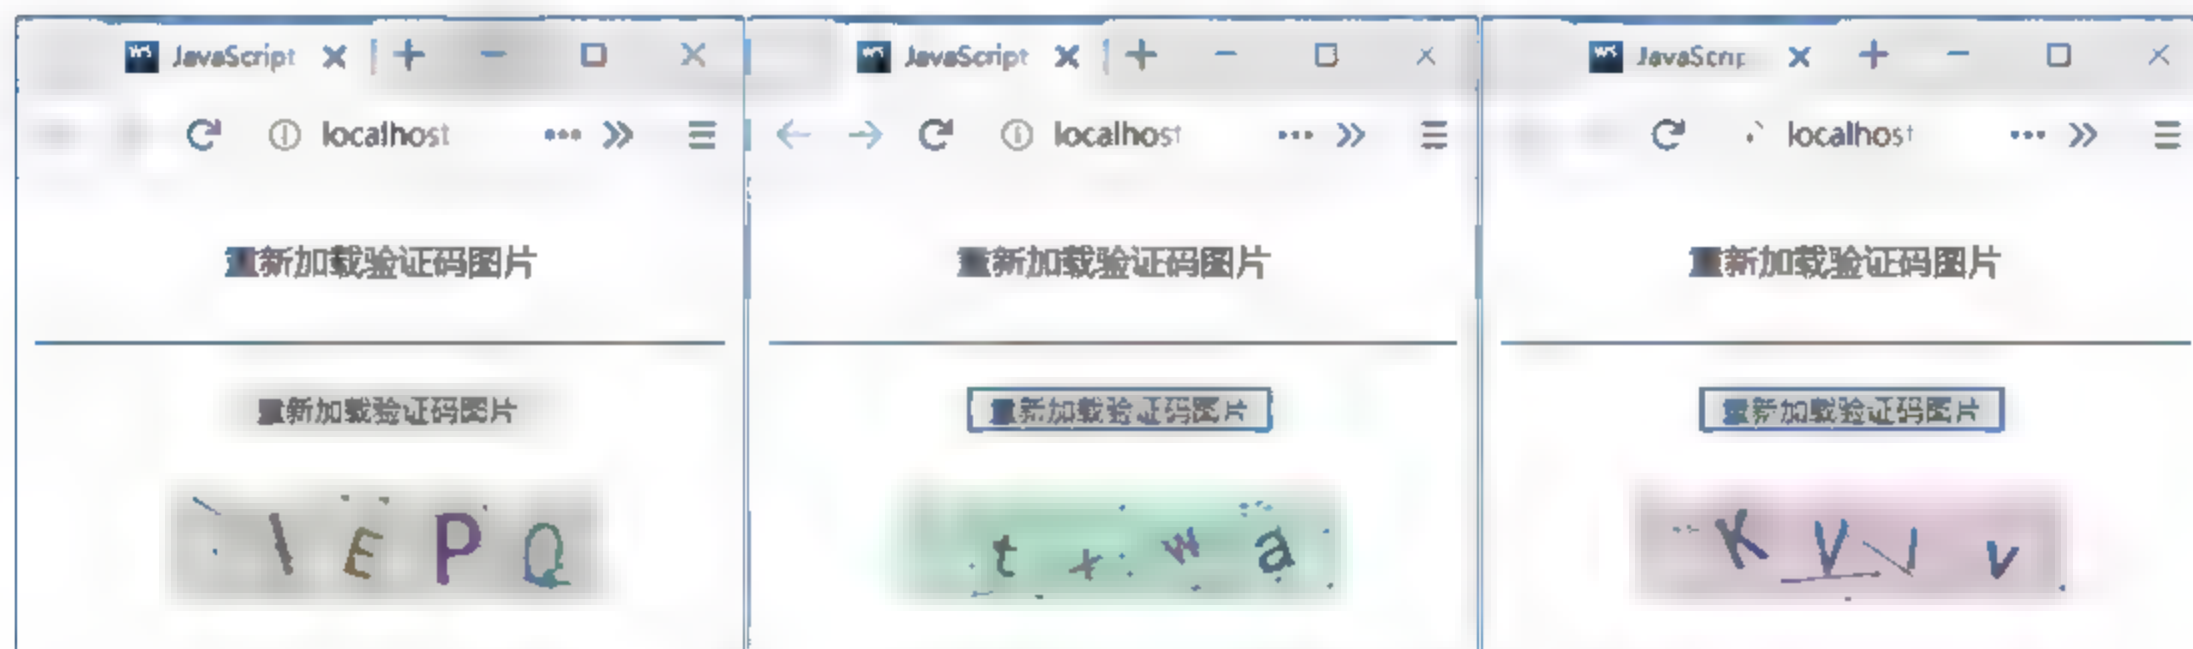 JavaScript
localhost
重新加载验证码图片
重新加载验证码图片
E P Q
JavaScript
localhost
重新加载验证码图片
重新加载验证码图片
t x w a
JavaScrip
localhost
重新加载验证码图片
重新加载验证码图片
K V v